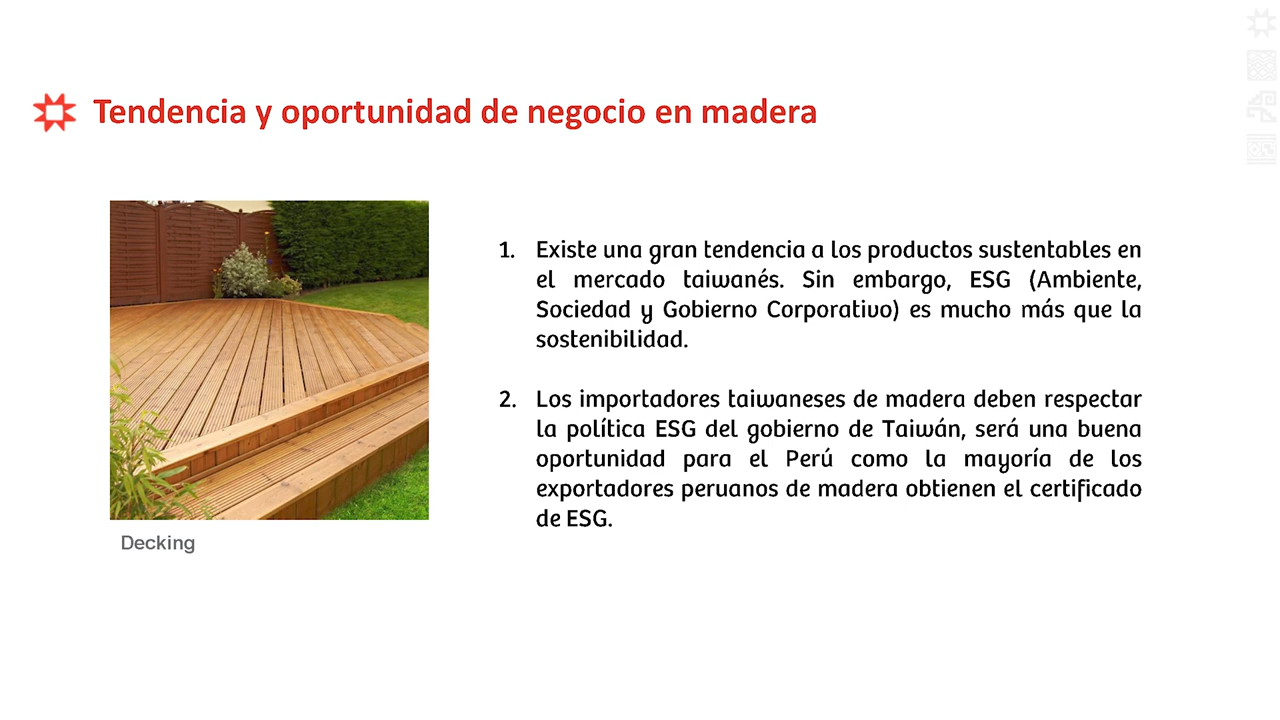 Tendencia y oportunidad de negocio en madera
1. Existe una gran tendencia a los productos sustentables en
el mercado taiwanés. Sin embargo, ESG (Ambiente,
Sociedad y Gobierno Corporativo) es mucho más que la
sostenibilidad.
2. Los importadores taiwaneses de madera deben respectar
la política ESG del gobierno de Taiwán, será una buena
oportunidad para el Perú como la mayoría de los
exportadores peruanos de madera obtienen el certificado
de ESG.
Decking